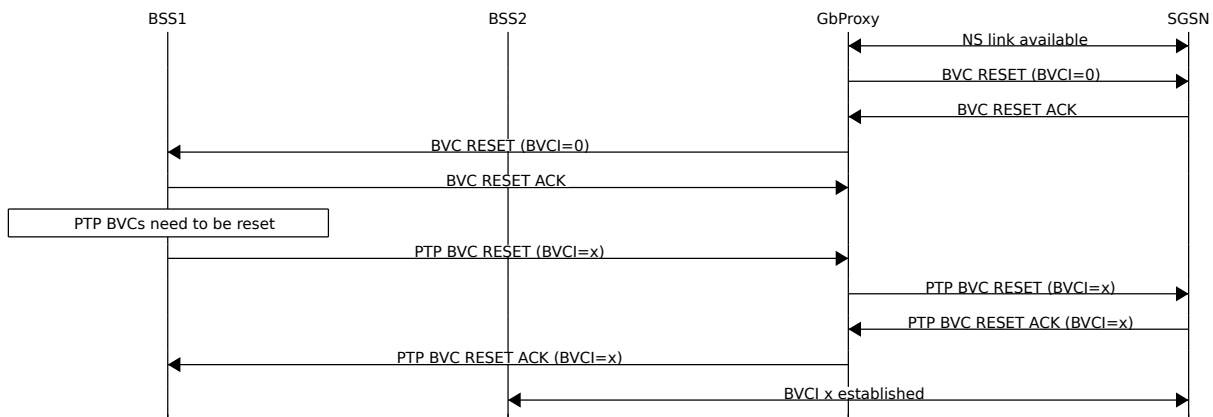 BSS1 BSS2 GbProxy SGSN
NS link available
BVC RESET (BVCI=0)
BVC RESET ACK
BVC RESET (BVCI=0)
BVC RESET ACK
PTP BVCs need to be reset
PTP BVC RESET (BVCI=x)
PTP BVC RESET (BVCI=x)
PTP BVC RESET ACK (BVCI=x)
PTP BVC RESET ACK (BVCI=x)
BVCI x established